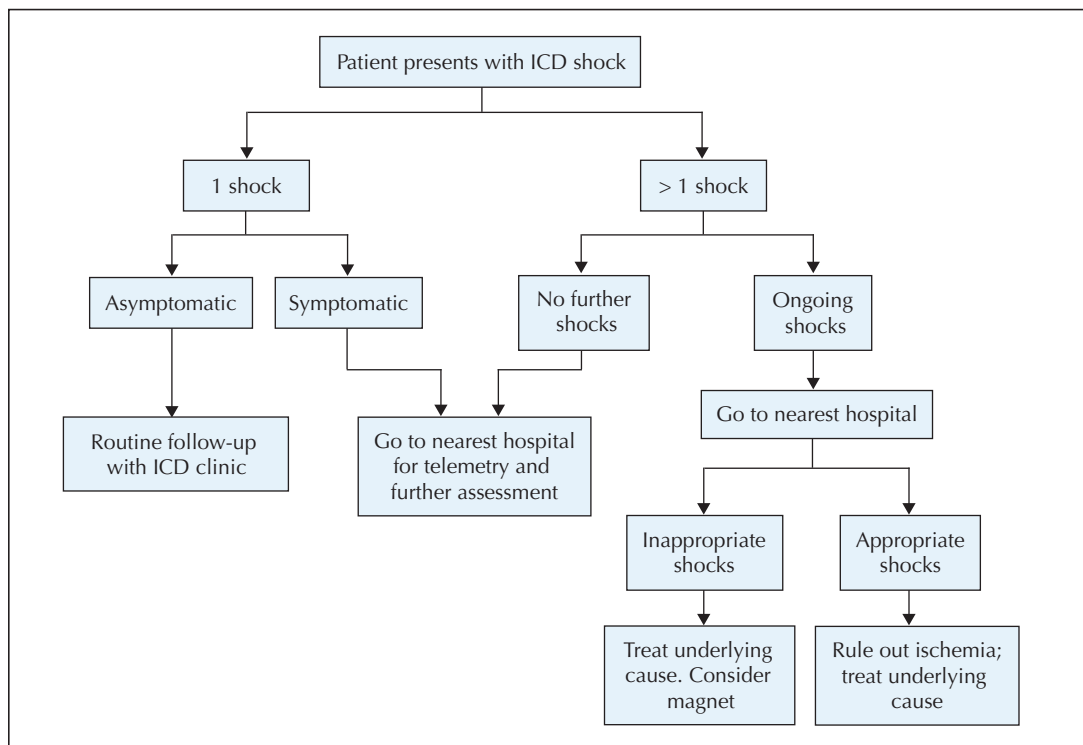 Patient presents with ICD shock
1 shock
> 1 shock
Asymptomatic
Symptomatic
No further
shocks
Ongoing
shocks
Routine follow-up
with ICD clinic
Go to nearest hospital
for telemetry and
further assessment
Go to nearest hospital
Inappropriate
shocks
Appropriate
shocks
Treat underlying
cause. Consider
magnet
Rule out ischemia;
treat underlying
cause